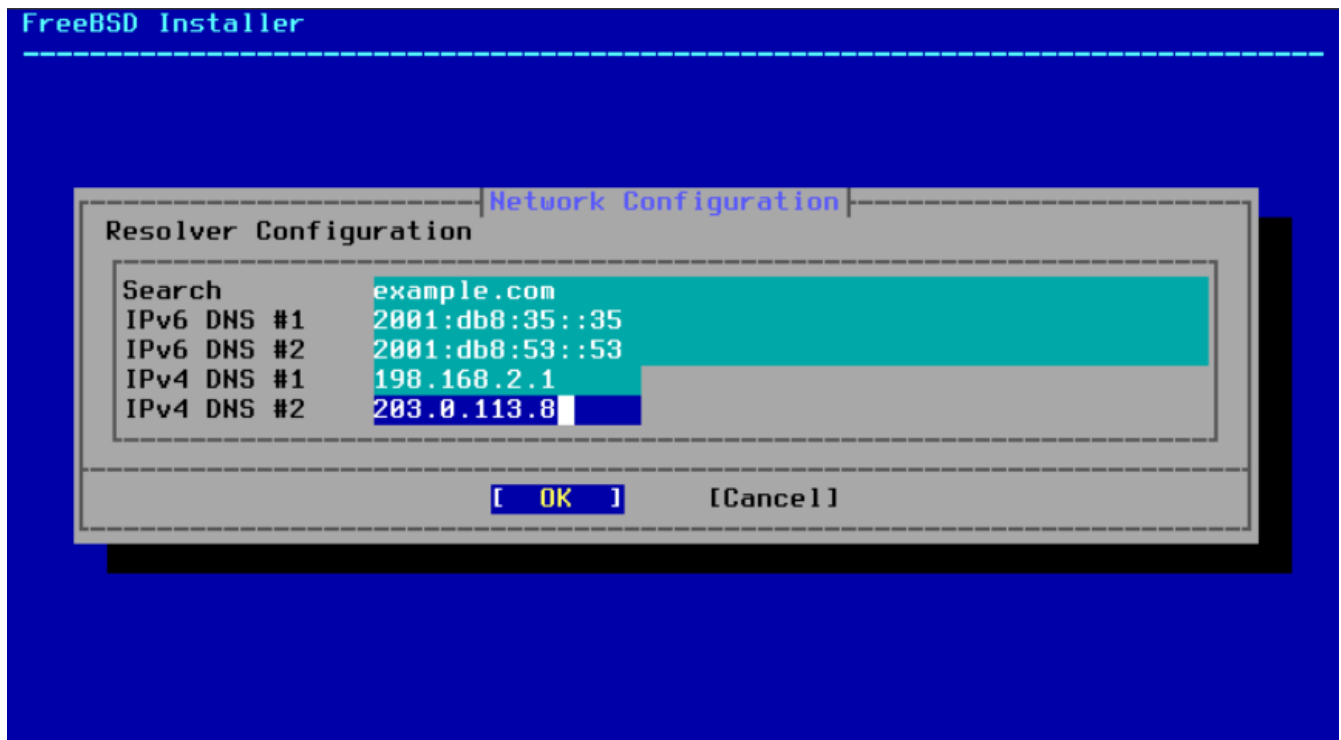 FreeBSD Installer
Network Configuration
Resolver Configuration
Search example.com
IPv6 DNS #1 2001:db8:35::35
IPv6 DNS #2 2001:db8:53::53
IPv4 DNS #1 198.168.2.1
IPv4 DNS #2 203.0.113.8
[ OK ] [Cancel]